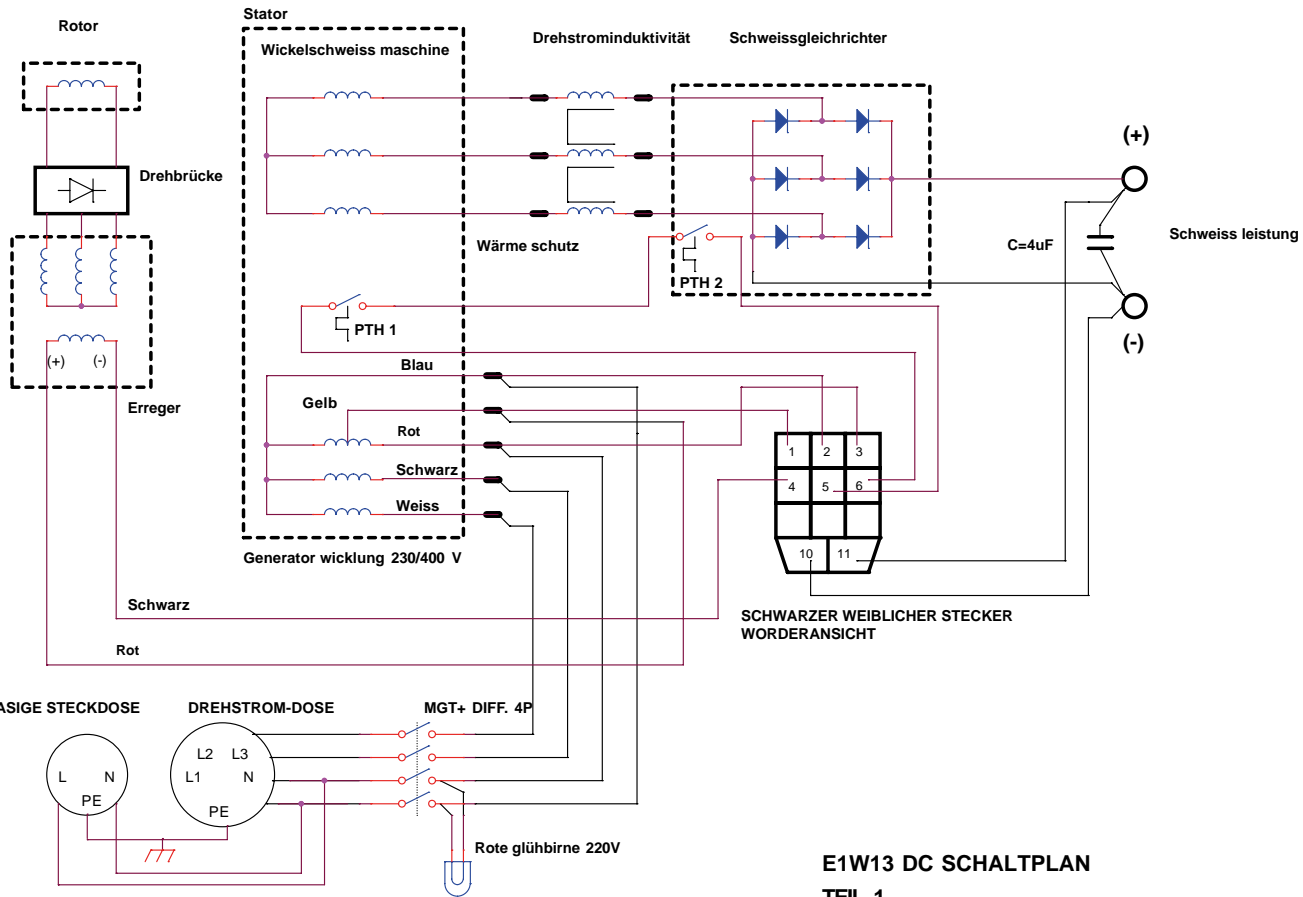 Stator
Rotor
Wickelschweiss maschine
Drehstrominduktivität
Schweissgleichrichter
(+)
Drehbrücke
Schweiss leistung
C=4uF
Wärme schutz
PTH 2
PTH 1
(-)
(+) (-)
Blau
Erreger
Gelb
Rot
Schwarz
Weiss
1 2 3
4 5 6
10 11
Generator wicklung 230/400 V
Schwarz
SCHWARZER WEIBLICHER STECKER
WORDERANSICHT
Rot
ASIGE STECKDOSE
DREHSTROM-DOSE
MGT+ DIFF. 4P
L2 L3
L N
L1 N
PE
PE
Rote glühbirne 220V
E1W13 DC SCHALTPLAN
TEIL 1